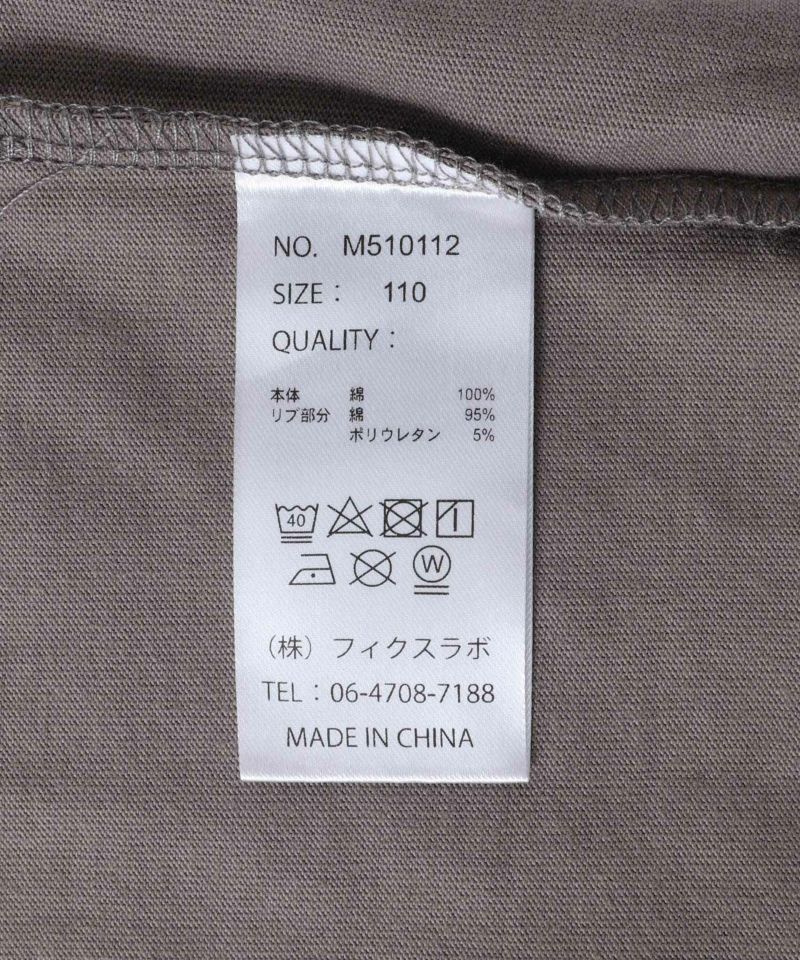 NO. M510112
SIZE： 110
QUALITY：
本体 綿 100%
リブ部分 綿 95%
ポリウレタン 5%
40
W
（株）フィクスラボ
TEL：06-4708-7188
MADE IN CHINA